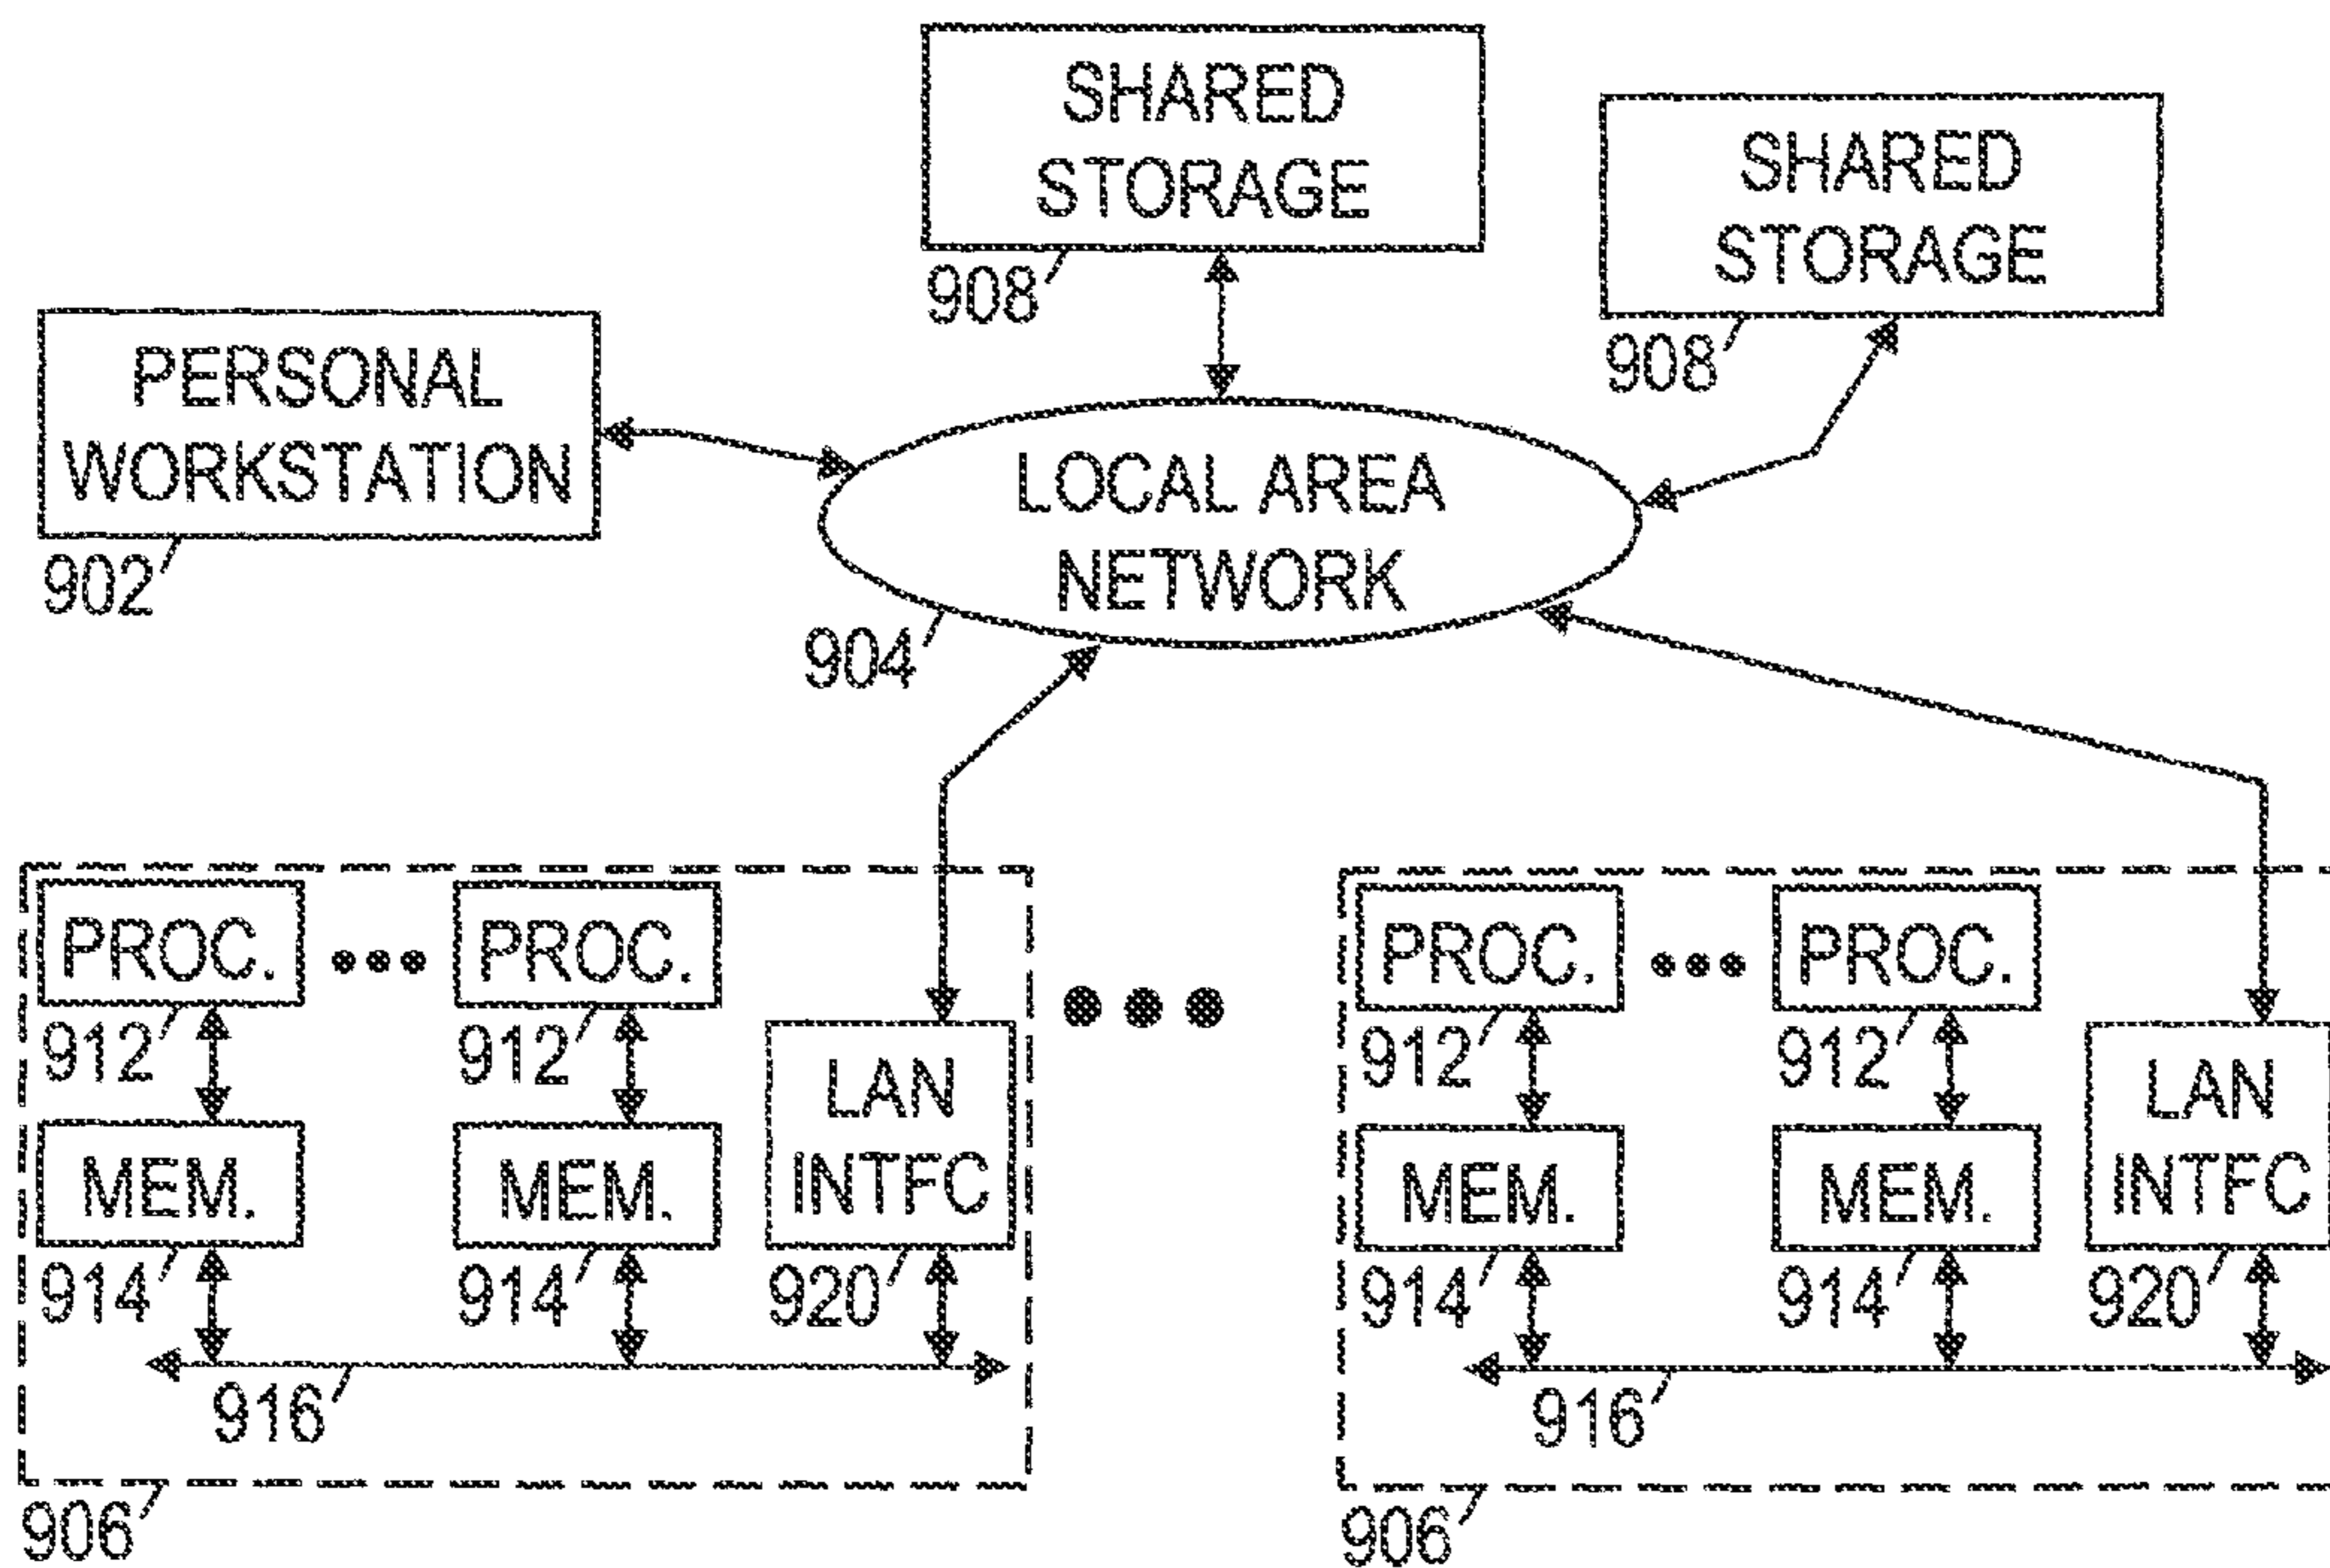 SHARED
STORAGE
908
SHARED
STORAGE
908
PERSONAL
WORKSTATION
902
LOCAL AREA
NETWORK
904
PROC.
912
PROC.
912
MEM.
914
MEM.
914
LAN
INTFC
920
916
906
PROC.
912
PROC.
912
MEM.
914
MEM.
914
LAN
INTFC
920
916
906